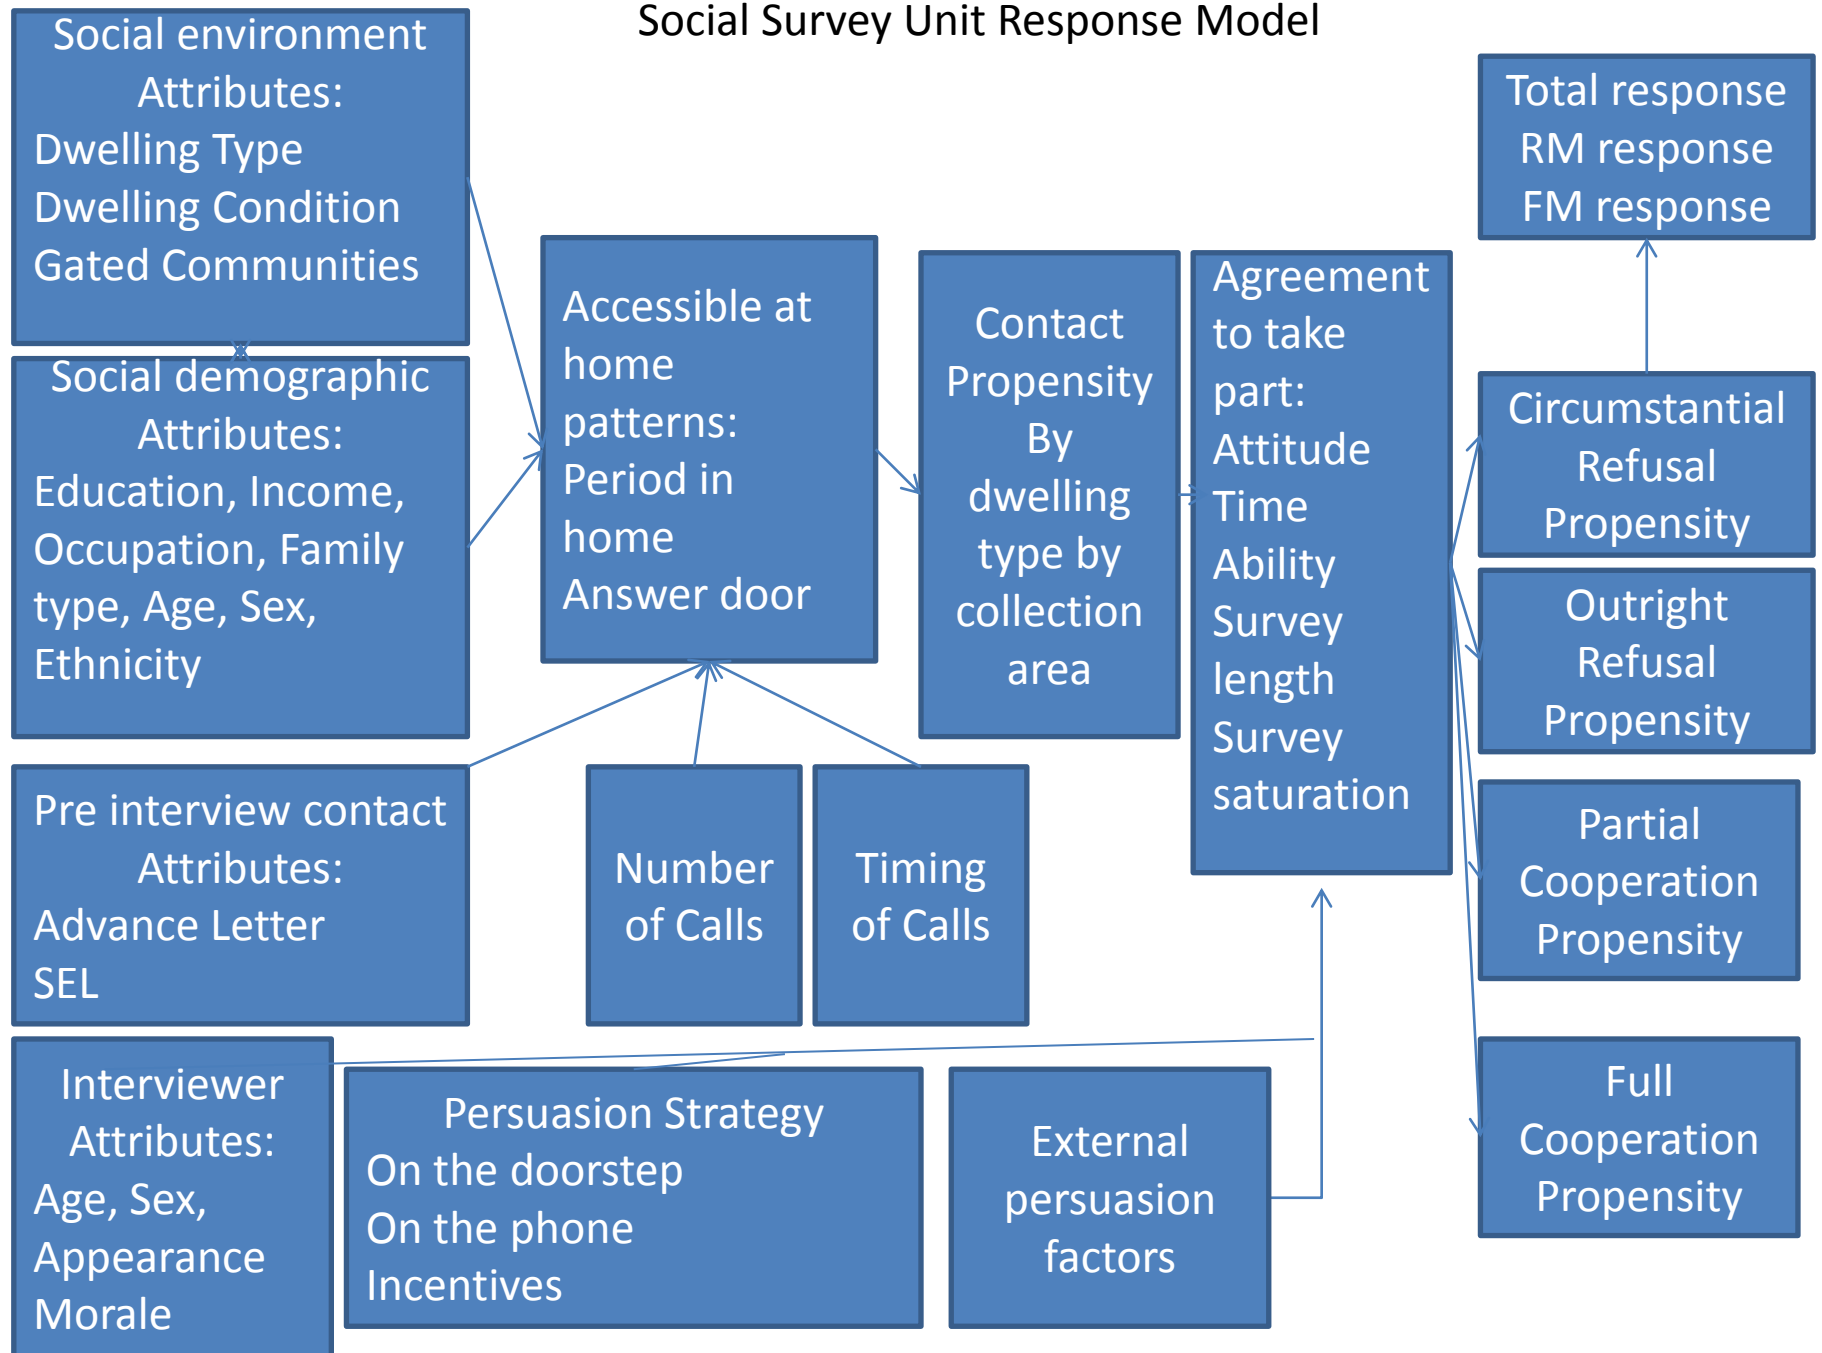 Social Survey Unit Response Model
Social environment
Attributes:
Dwelling Type
Dwelling Condition
Gated Communities
Social demographic
Attributes:
Education, Income,
Occupation, Family
type, Age, Sex,
Ethnicity
Pre interview contact
Attributes:
Advance Letter
SEL
Interviewer
Attributes:
Age, Sex,
Appearance
Morale
Accessible at
home
patterns:
Period in
home
Answer door
Number
of Calls
Timing
of Calls
Persuasion Strategy
On the doorstep
On the phone
Incentives
External
persuasion
factors
Contact
Propensity
By
dwelling
type by
collection
area
Agreement
to take
part:
Attitude
Time
Ability
Survey
length
Survey
saturation
Total response
RM response
FM response
Circumstantial
Refusal
Propensity
Outright
Refusal
Propensity
Partial
Cooperation
Propensity
Full
Cooperation
Propensity